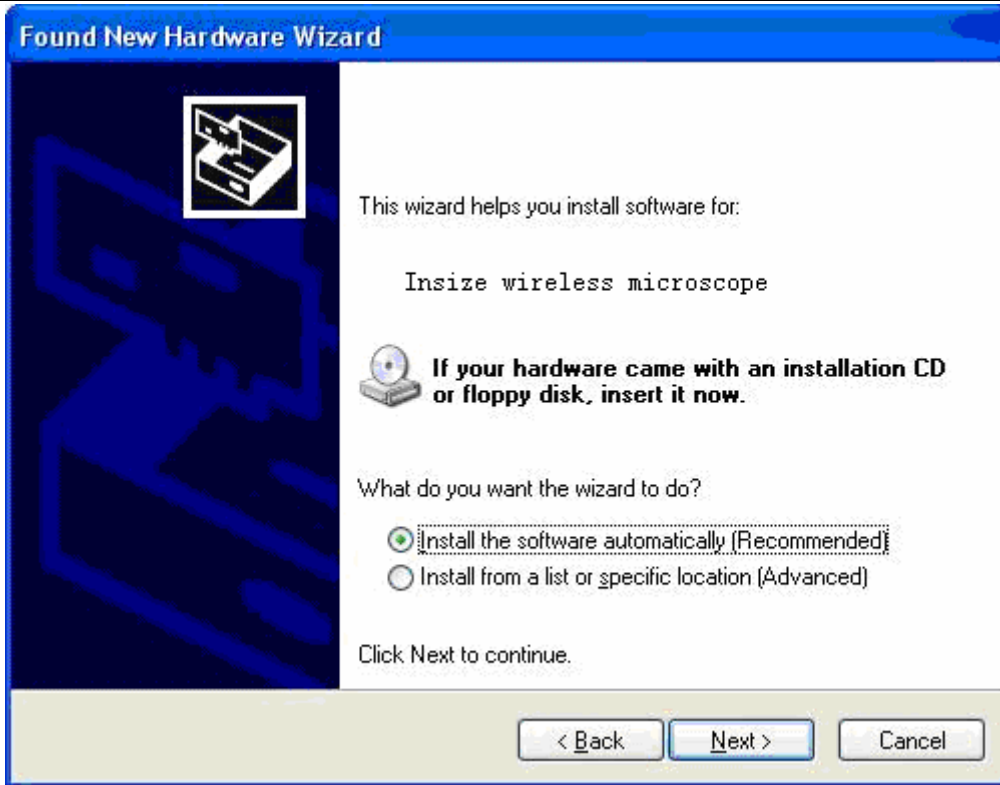 Found New Hardware Wizard
This wizard helps you install software for:
Insize wireless microscope
If your hardware came with an installation CD
or floppy disk, insert it now.
What do you want the wizard to do?
Install the software automatically (Recommended)
Install from a list or specific location (Advanced)
Click Next to continue.
< Back Next > Cancel